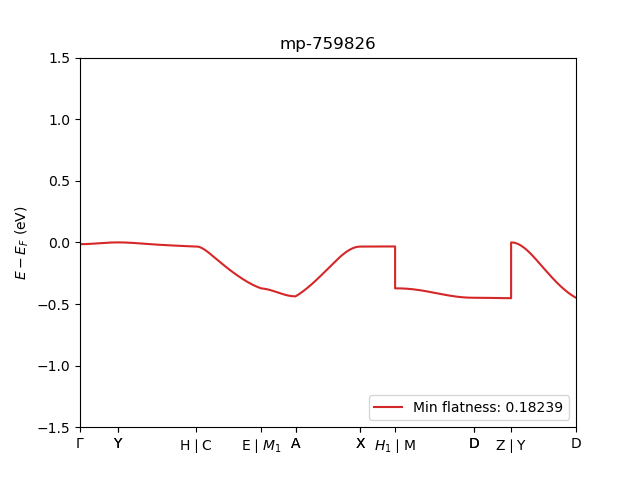 mp-759826
E − E_F (eV)
1.5
1.0
0.5
0.0
−0.5
−1.0
−1.5
Min flatness: 0.18239
Γ Y H | C E | M₁ A X H₁ | M D Z | Y D